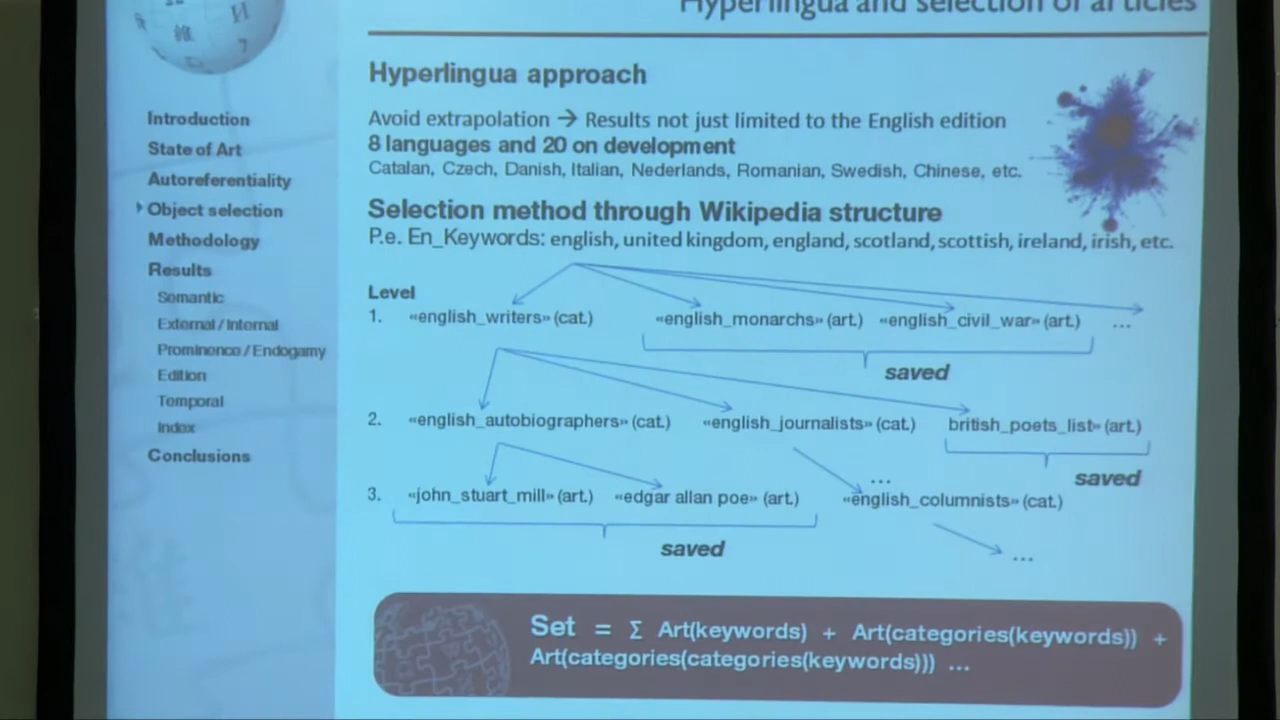 Hyperlingua and selection of articles
Introduction
State of Art
Autoreferentiality
Object selection
Methodology
Results
Semantic
External / Internal
Prominence / Endogamy
Edition
Temporal
Index
Conclusions
Hyperlingua approach
Avoid extrapolation → Results not just limited to the English edition
8 languages and 20 on development
Catalan, Czech, Danish, Italian, Nederlands, Romanian, Swedish, Chinese, etc.
Selection method through Wikipedia structure
P.e. En_Keywords: english, united kingdom, england, scotland, scottish, ireland, irish, etc.
Level
1. «english_writers» (cat.) «english_monarchs» (art.) «english_civil_war» (art.) ...
saved
2. «english_autobiographers» (cat.) «english_journalists» (cat.) british_poets_list» (art.)
... saved
3. «john_stuart_mill» (art.) «edgar allan poe» (art.) «english_columnists» (cat.)
saved ...
Set = Σ Art(keywords) + Art(categories(keywords)) +
Art(categories(categories(keywords))) ...